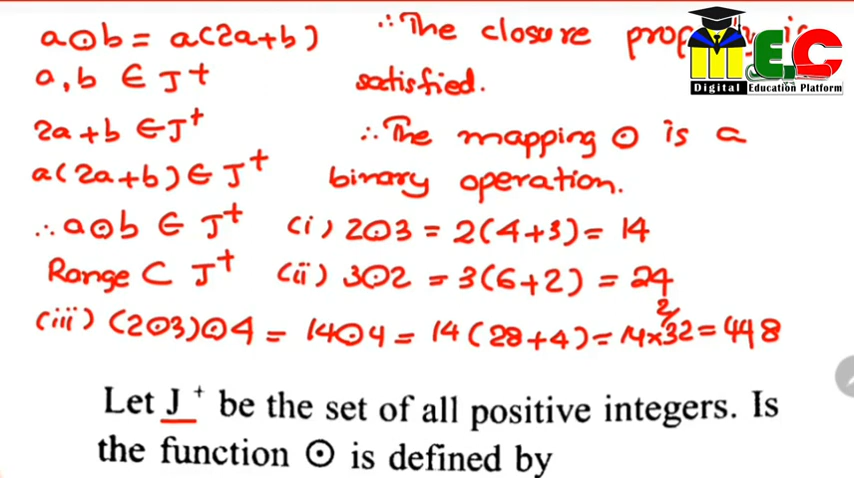 a⊙b = a(2a+b) ∴ The closure is
a, b ∈ J⁺ satisfied.
2a+b ∈ J⁺ ∴ The mapping ⊙ is a
a(2a+b) ∈ J⁺ binary operation.
∴ a⊙b ∈ J⁺ (i) 2⊙3 = 2(4+3) = 14
Range ⊂ J⁺ (ii) 3⊙2 = 3(6+2) = 24
(iii) (2⊙3)⊙4 = 14⊙4 = 14(28+4) = 14×32 = 448
Let J⁺ be the set of all positive integers. Is
the function ⊙ is defined by
MEC
Digital Education Platform